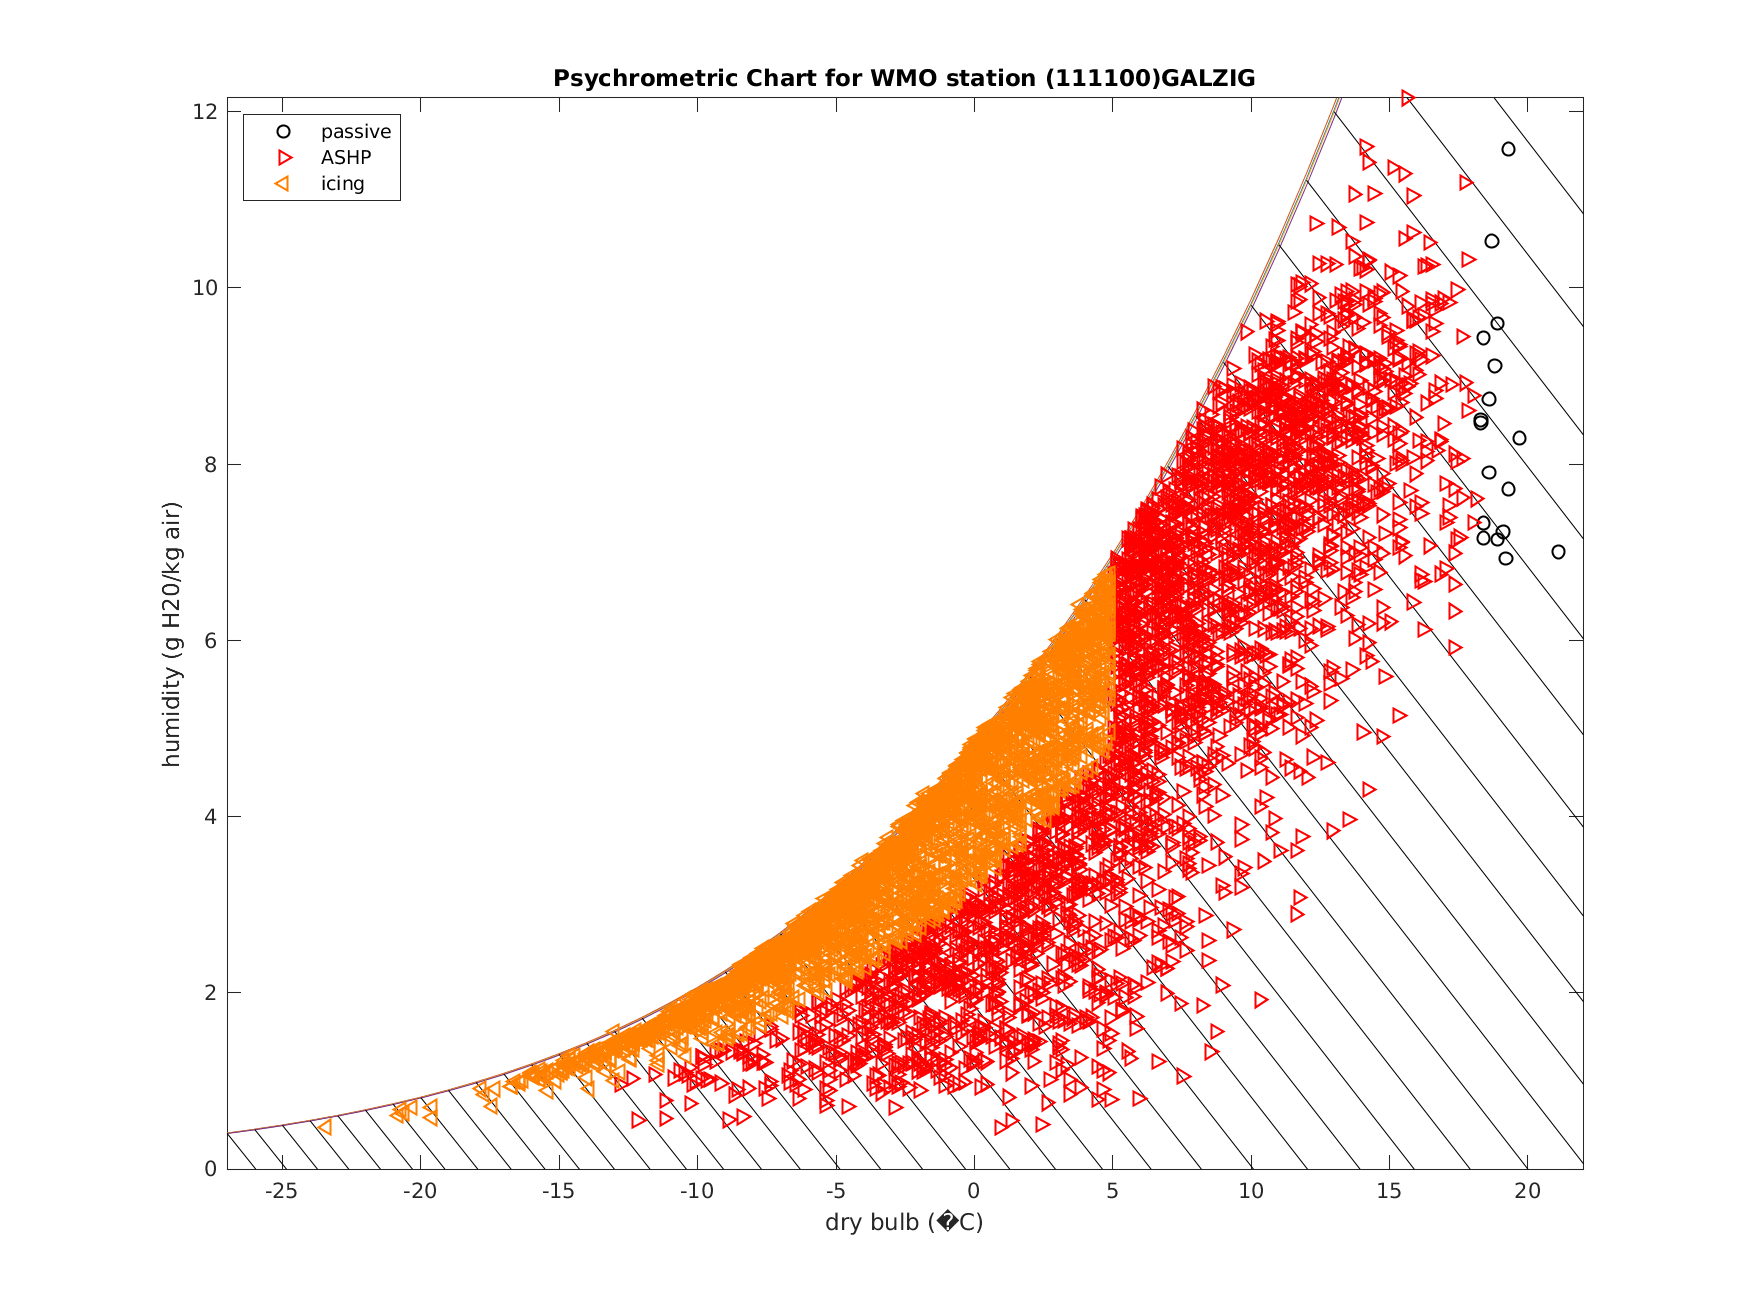 Psychrometric Chart for WMO station (111100)GALZIG
passive
ASHP
icing
humidity (g H20/kg air)
12
10
8
6
4
2
0
-25 -20 -15 -10 -5 0 5 10 15 20
dry bulb (�C)